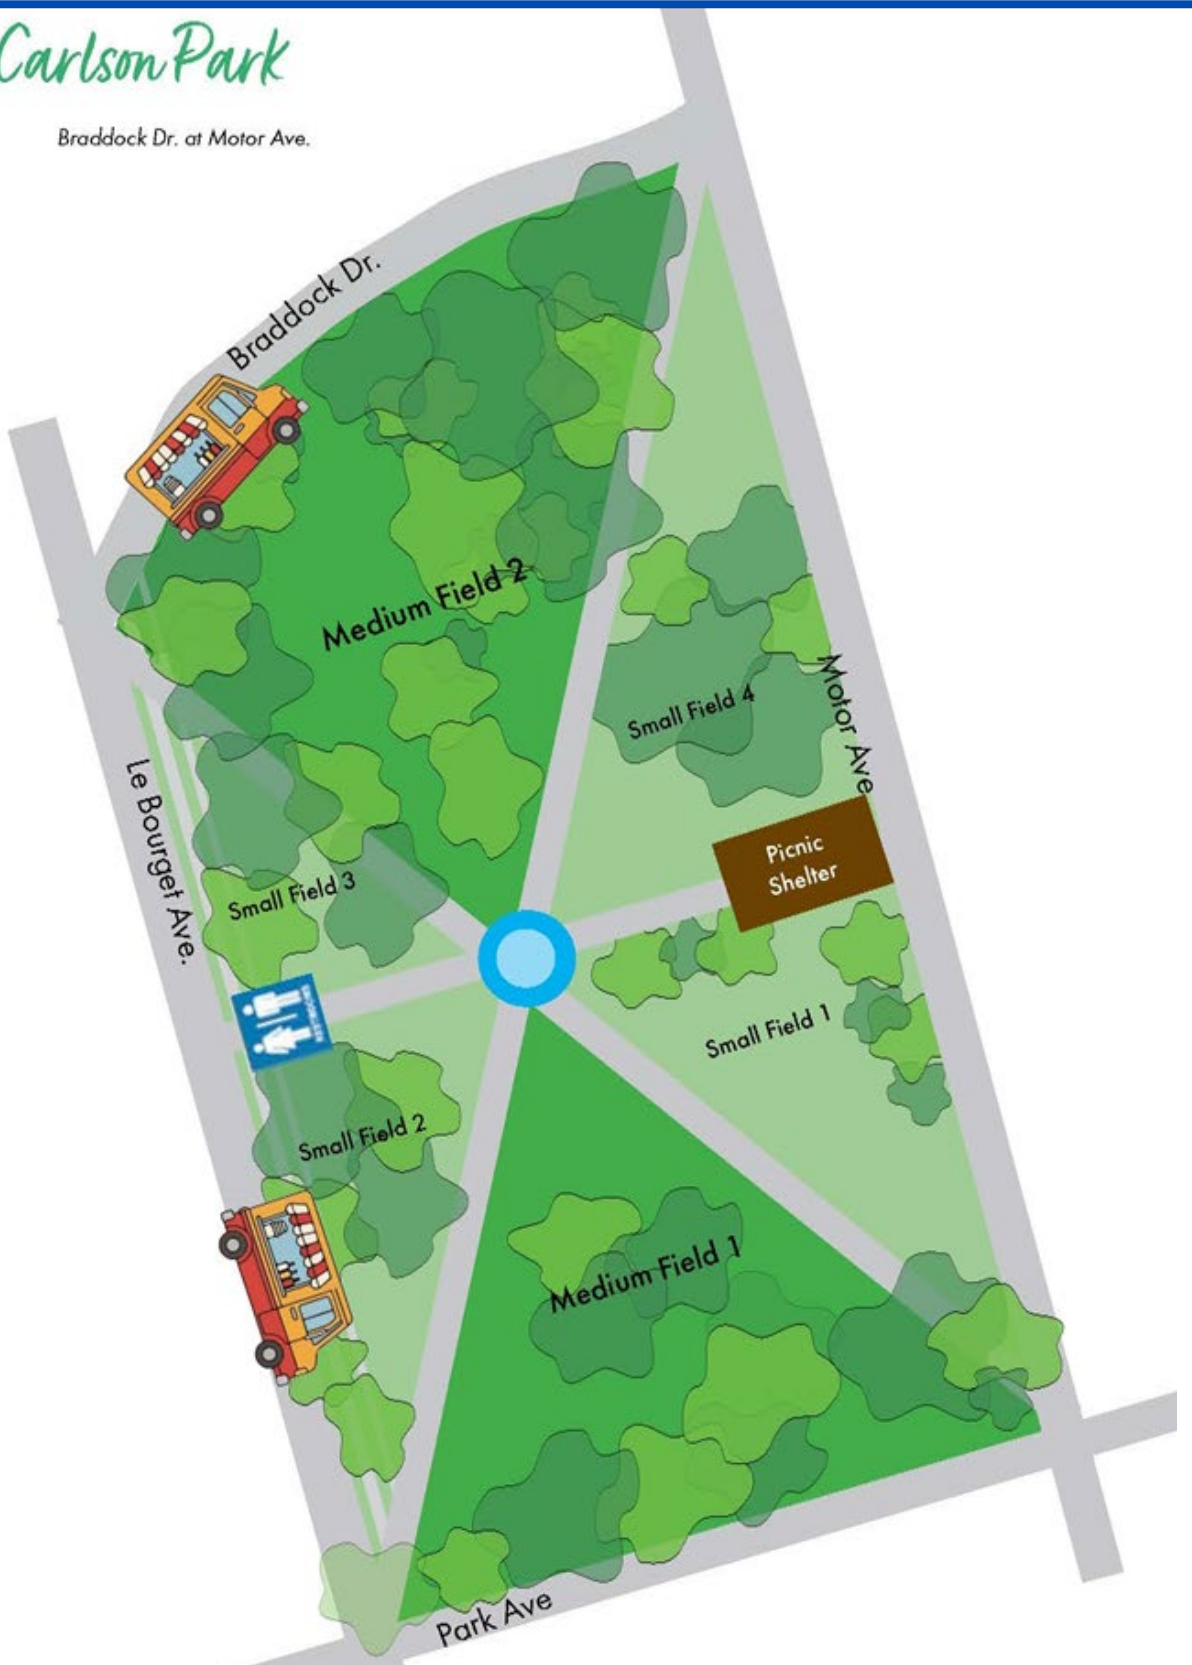 Carlson Park
Braddock Dr. at Motor Ave.
Braddock Dr.
Medium Field 2
Small Field 4
Motor Ave
Le Bourget Ave.
Picnic
Shelter
Small Field 3
RESTROOMS
Small Field 1
Small Field 2
Medium Field 1
Park Ave